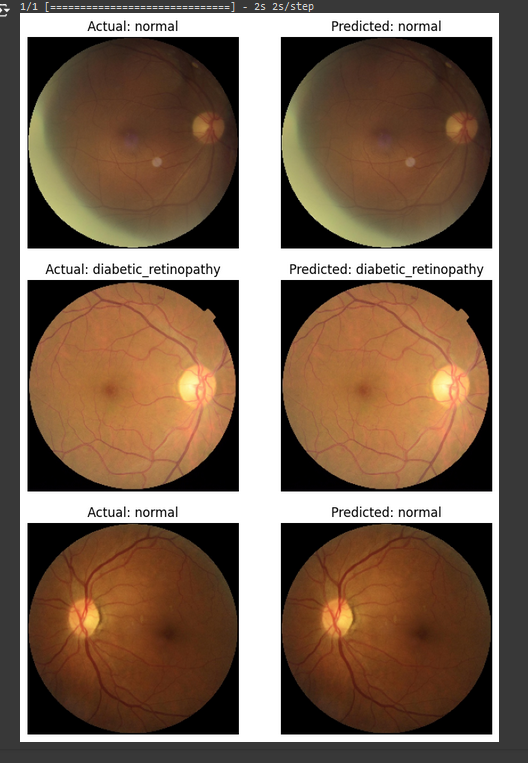 1/1 [==============================] - 2s 2s/step
Actual: normal
Predicted: normal
Actual: diabetic_retinopathy
Predicted: diabetic_retinopathy
Actual: normal
Predicted: normal